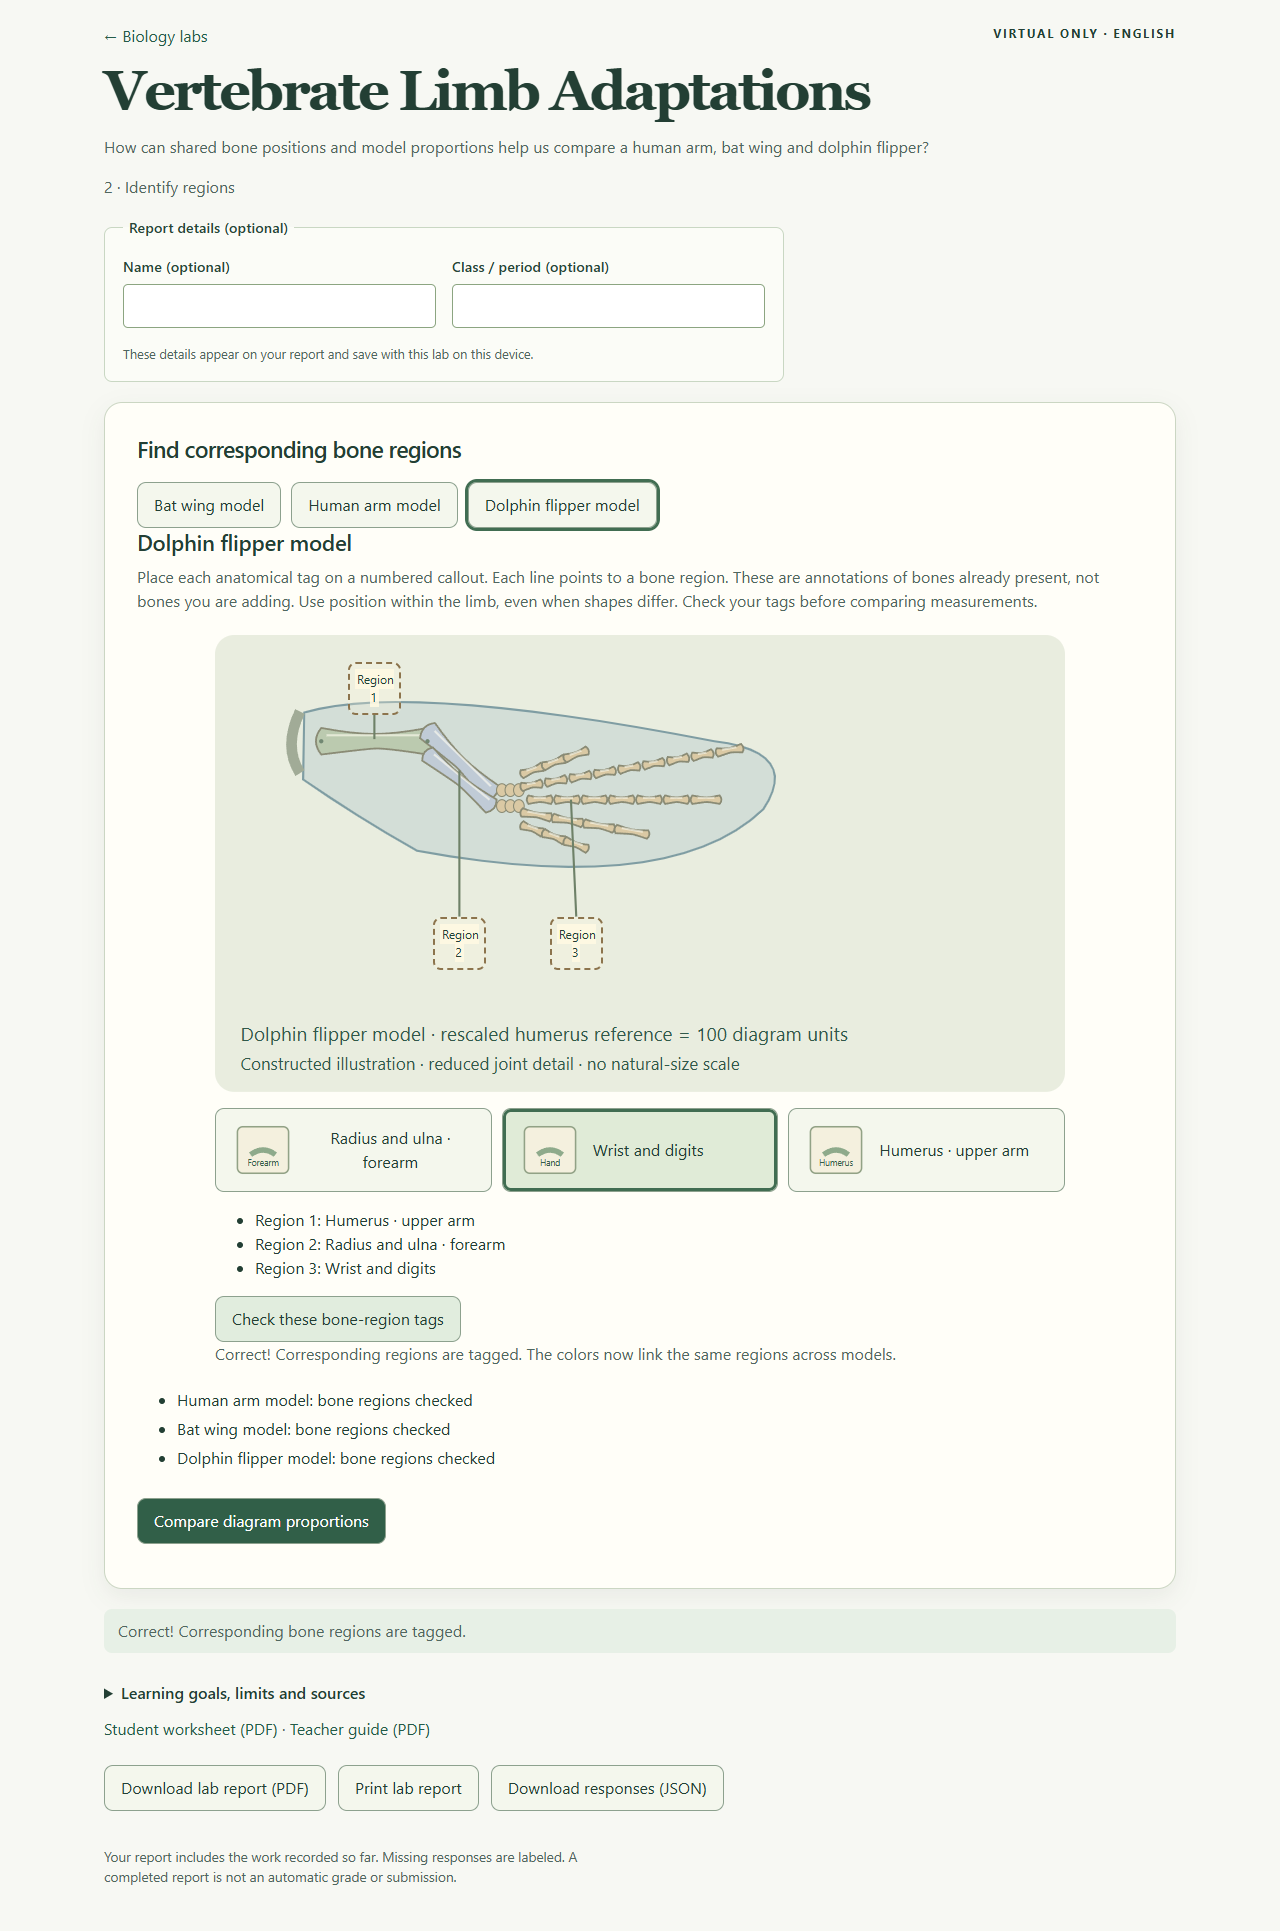 ← Biology labs
VIRTUAL ONLY · ENGLISH
Vertebrate Limb Adaptations
How can shared bone positions and model proportions help us compare a human arm, bat wing and dolphin flipper?
2 · Identify regions
Report details (optional)
Name (optional)
Class / period (optional)
These details appear on your report and save with this lab on this device.
Find corresponding bone regions
Bat wing model
Human arm model
Dolphin flipper model
Dolphin flipper model
Place each anatomical tag on a numbered callout. Each line points to a bone region. These are annotations of bones already present, not
bones you are adding. Use position within the limb, even when shapes differ. Check your tags before comparing measurements.
Region
1
Region
2
Region
3
Dolphin flipper model · rescaled humerus reference = 100 diagram units
Constructed illustration · reduced joint detail · no natural-size scale
Forearm
Radius and ulna ·
forearm
Hand
Wrist and digits
Humerus
Humerus · upper arm
• Region 1: Humerus · upper arm
• Region 2: Radius and ulna · forearm
• Region 3: Wrist and digits
Check these bone-region tags
Correct! Corresponding regions are tagged. The colors now link the same regions across models.
• Human arm model: bone regions checked
• Bat wing model: bone regions checked
• Dolphin flipper model: bone regions checked
Compare diagram proportions
Correct! Corresponding bone regions are tagged.
▶ Learning goals, limits and sources
Student worksheet (PDF) · Teacher guide (PDF)
Download lab report (PDF)
Print lab report
Download responses (JSON)
Your report includes the work recorded so far. Missing responses are labeled. A
completed report is not an automatic grade or submission.